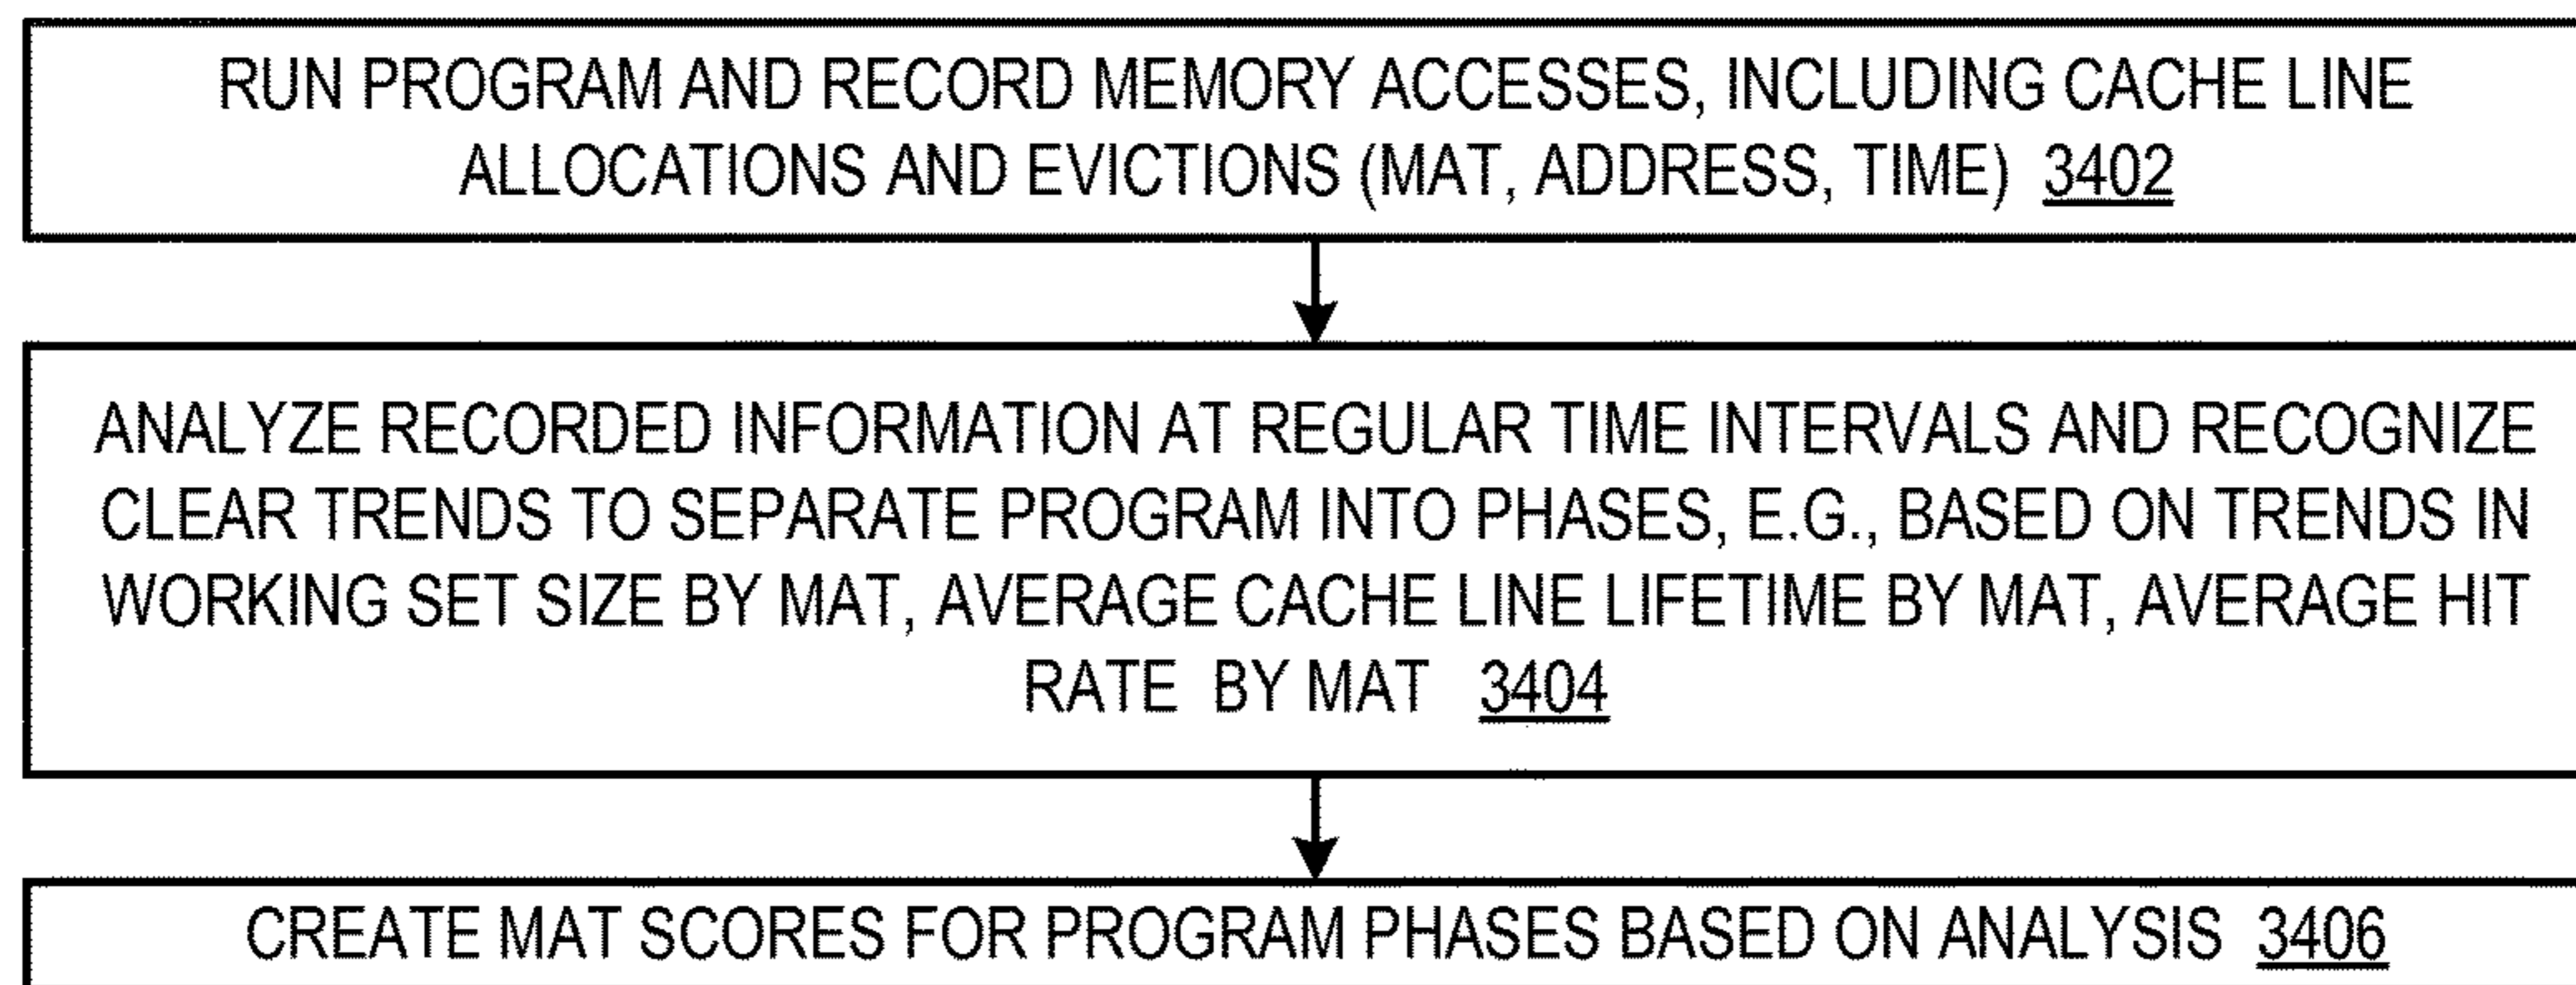 RUN PROGRAM AND RECORD MEMORY ACCESSES, INCLUDING CACHE LINE
ALLOCATIONS AND EVICTIONS (MAT, ADDRESS, TIME) 3402
ANALYZE RECORDED INFORMATION AT REGULAR TIME INTERVALS AND RECOGNIZE
CLEAR TRENDS TO SEPARATE PROGRAM INTO PHASES, E.G., BASED ON TRENDS IN
WORKING SET SIZE BY MAT, AVERAGE CACHE LINE LIFETIME BY MAT, AVERAGE HIT
RATE BY MAT 3404
CREATE MAT SCORES FOR PROGRAM PHASES BASED ON ANALYSIS 3406